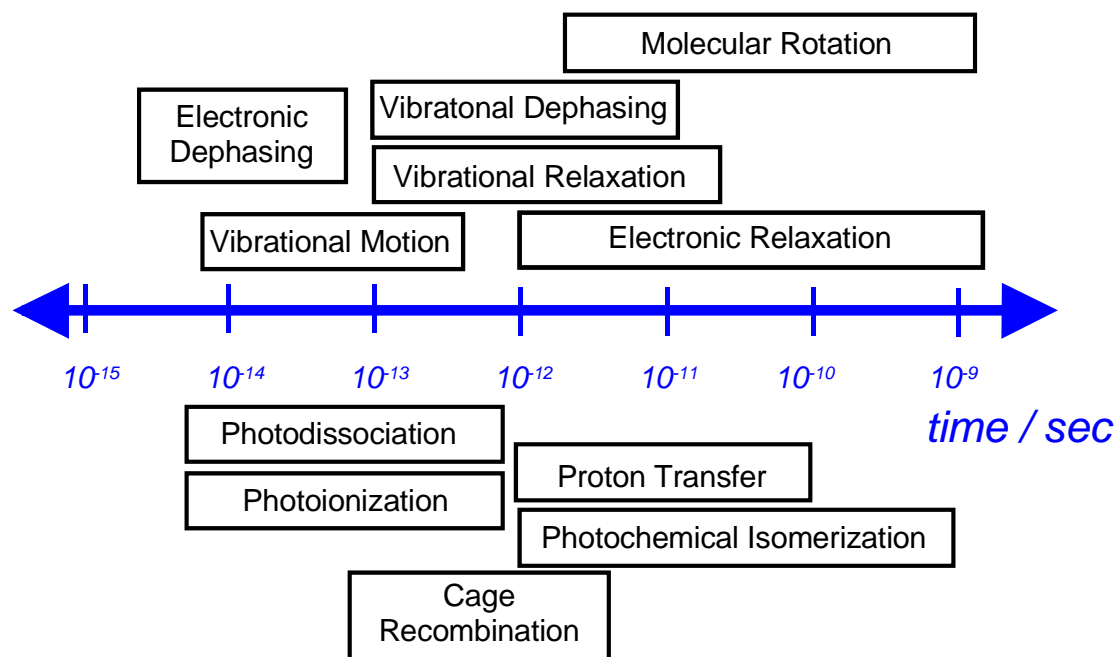 Molecular Rotation
Electronic
Dephasing
Vibratonal Dephasing
Vibrational Relaxation
Vibrational Motion
Electronic Relaxation
10⁻¹⁵ 10⁻¹⁴ 10⁻¹³ 10⁻¹² 10⁻¹¹ 10⁻¹⁰ 10⁻⁹
time / sec
Photodissociation
Proton Transfer
Photoionization
Photochemical Isomerization
Cage
Recombination